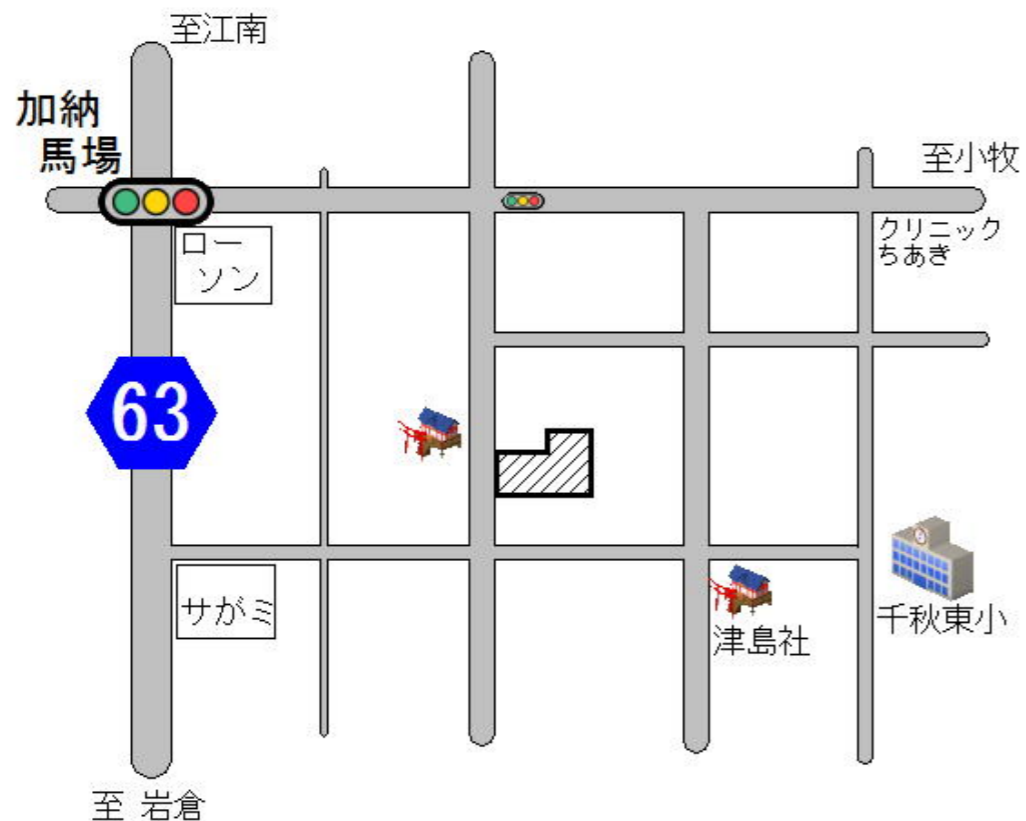 至江南
加納
馬場
至小牧
クリニック
ちあき
ロー
ソン
63
サがミ
津島社
千秋東小
至 岩倉